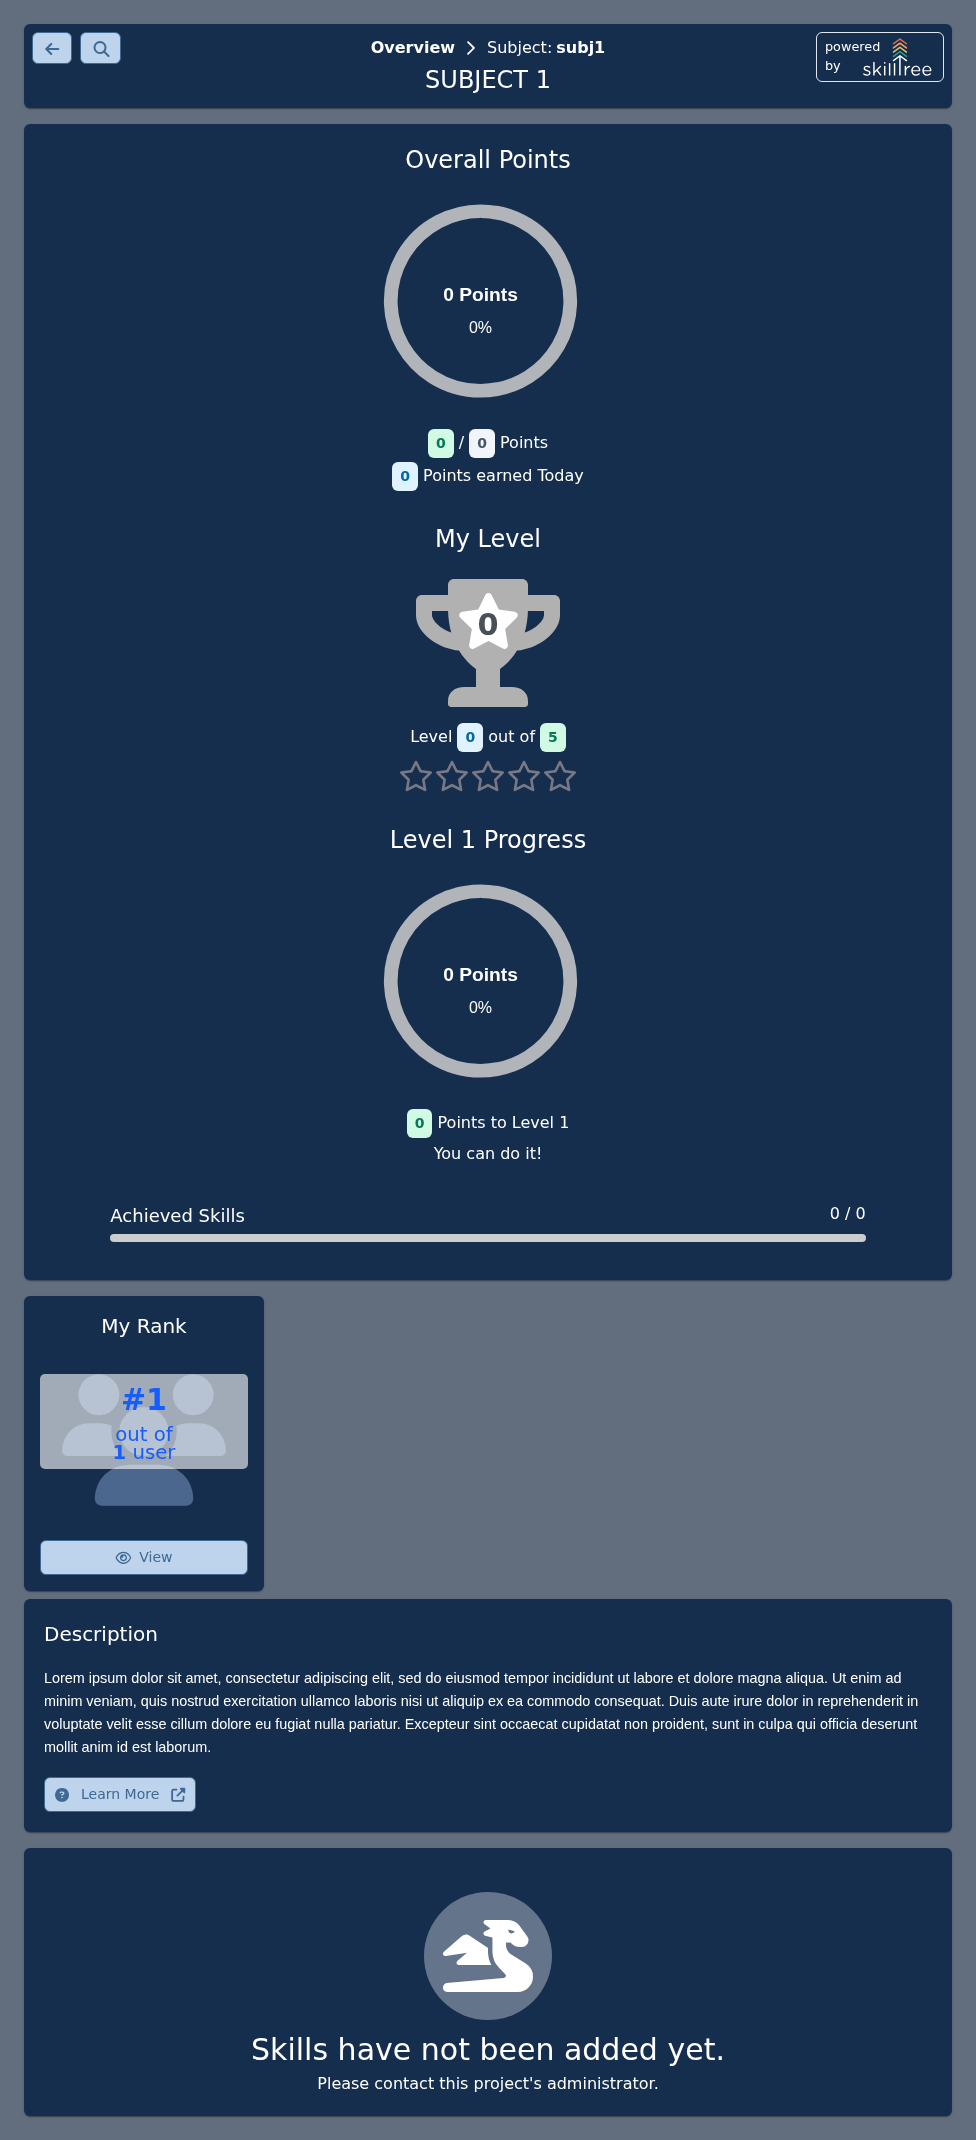 Overview > Subject: subj1
SUBJECT 1
powered
by skilltree
Overall Points
0 Points
0%
0 / 0 Points
0 Points earned Today
My Level
0
Level 0 out of 5
Level 1 Progress
0 Points
0%
0 Points to Level 1
You can do it!
Achieved Skills 0 / 0
My Rank
#1
out of
1 user
View
Description
Lorem ipsum dolor sit amet, consectetur adipiscing elit, sed do eiusmod tempor incididunt ut labore et dolore magna aliqua. Ut enim ad
minim veniam, quis nostrud exercitation ullamco laboris nisi ut aliquip ex ea commodo consequat. Duis aute irure dolor in reprehenderit in
voluptate velit esse cillum dolore eu fugiat nulla pariatur. Excepteur sint occaecat cupidatat non proident, sunt in culpa qui officia deserunt
mollit anim id est laborum.
Learn More
Skills have not been added yet.
Please contact this project's administrator.